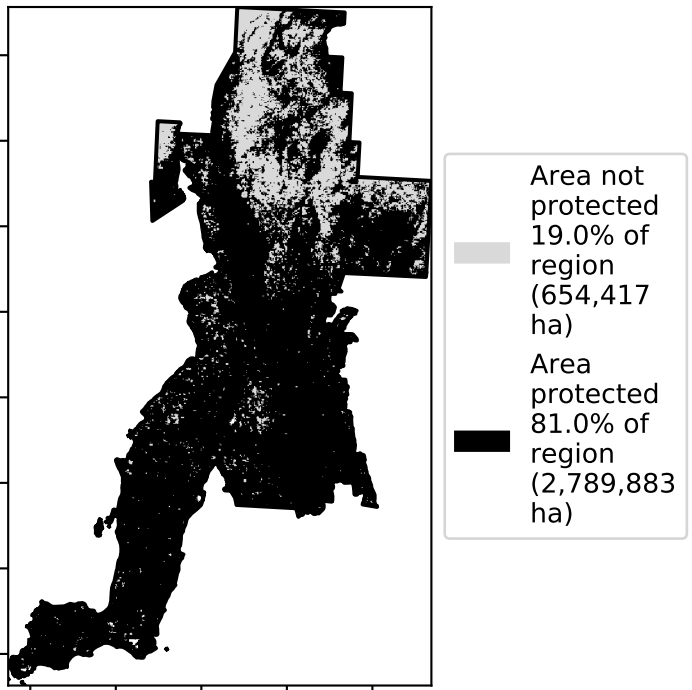 Area not
protected
19.0% of
region
(654,417
ha)
Area
protected
81.0% of
region
(2,789,883
ha)